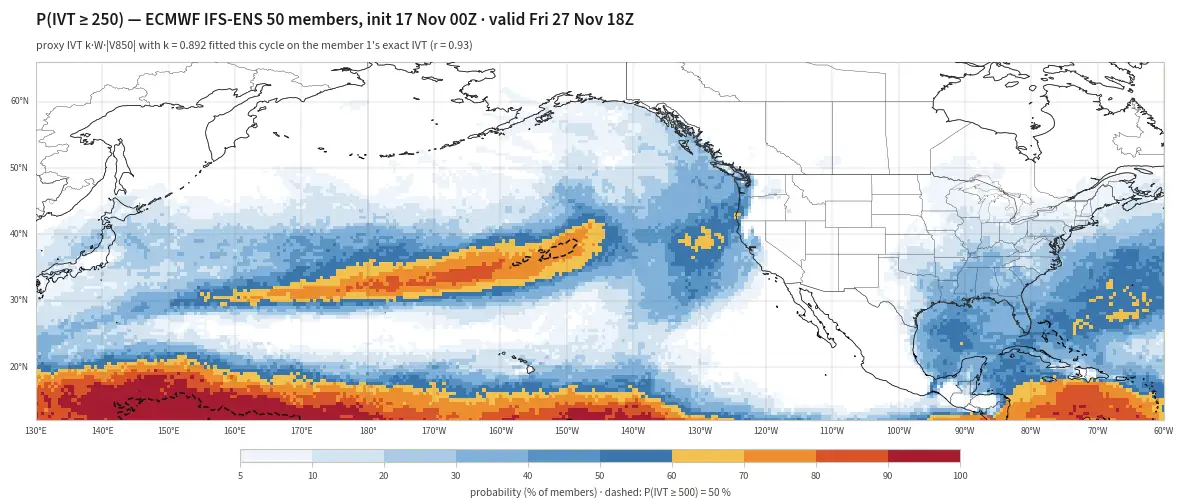 P(IVT ≥ 250) — ECMWF IFS-ENS 50 members, init 17 Nov 00Z · valid Fri 27 Nov 18Z
proxy IVT k·W·|V850| with k = 0.892 fitted this cycle on the member 1's exact IVT (r = 0.93)
60°N
50°N
40°N
30°N
20°N
130°E 140°E 150°E 160°E 170°E 180° 170°W 160°W 150°W 140°W 130°W 120°W 110°W 100°W 90°W 80°W 70°W 60°W
5 10 20 30 40 50 60 70 80 90 100
probability (% of members) · dashed: P(IVT ≥ 500) = 50 %